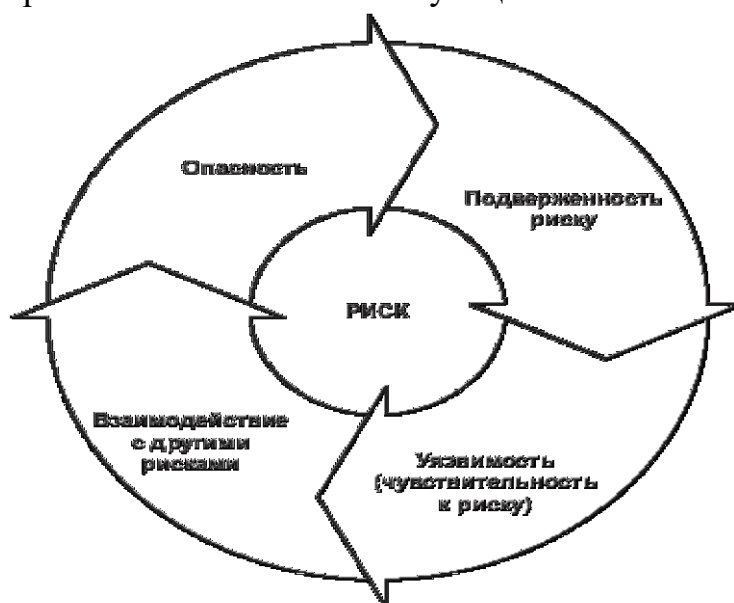 Опасность
Подверженность
риску
РИСК
Взаимодействие
с другими
рисками
Уязвимость
(чувствительность
к риску)